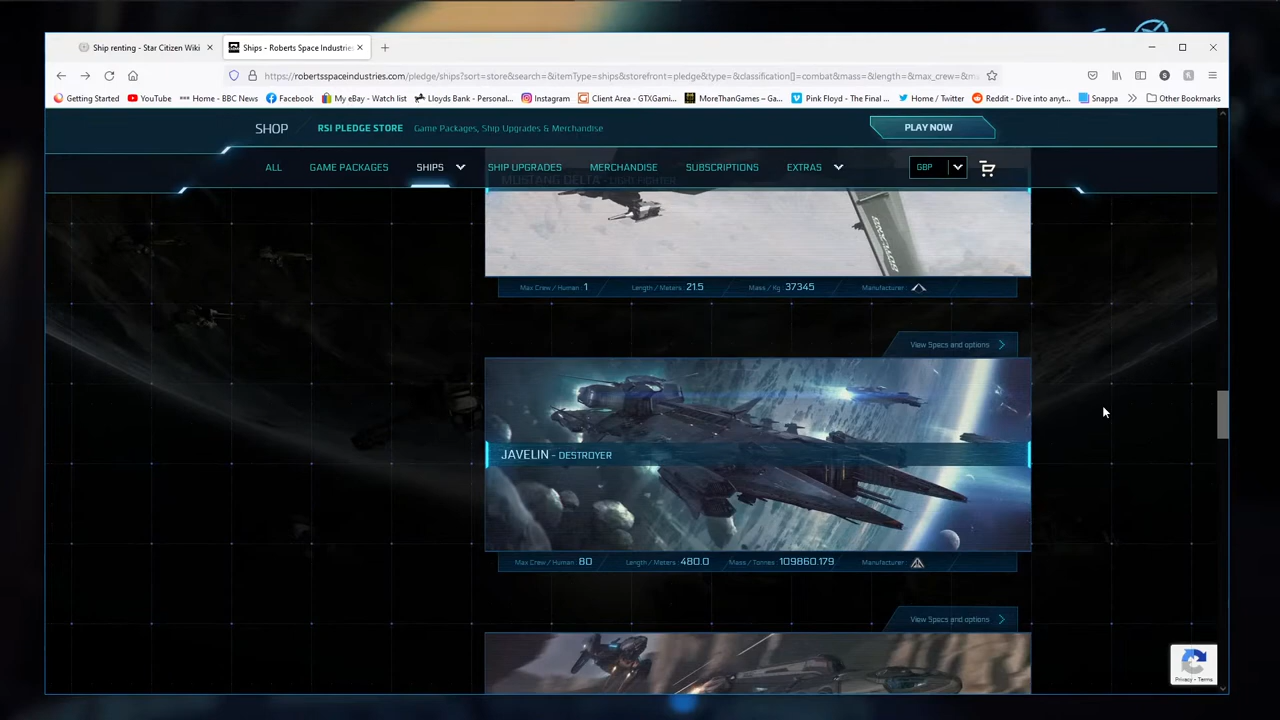 Ship renting - Star Citizen Wiki
Ships - Roberts Space Industries
https://robertsspaceindustries.com/pledge/ships?sort=store&search=&itemType=ships&storefront=pledge&type=&classification[]=combat&mass=&length=&max_crew=&m
Getting Started YouTube Home - BBC News Facebook My eBay - Watch list Lloyds Bank - Personal... Instagram Client Area - GTXGami... MoreThanGames – Ga... Pink Floyd - The Final ... Home / Twitter Reddit - Dive into anyt... Snappa Other Bookmarks
SHOP RSI PLEDGE STORE Game Packages, Ship Upgrades & Merchandise PLAY NOW
ALL GAME PACKAGES SHIPS SHIP UPGRADES MERCHANDISE SUBSCRIPTIONS EXTRAS GBP
MUSTANG DELTA - LIGHT FIGHTER
Max Crew / Human 1 Length / Meters 21.5 Mass / Kg 37345 Manufacturer
View Specs and options
JAVELIN - DESTROYER
Max Crew / Human 80 Length / Meters 480.0 Mass / Tonnes 109860.179 Manufacturer
View Specs and options
Privacy - Terms